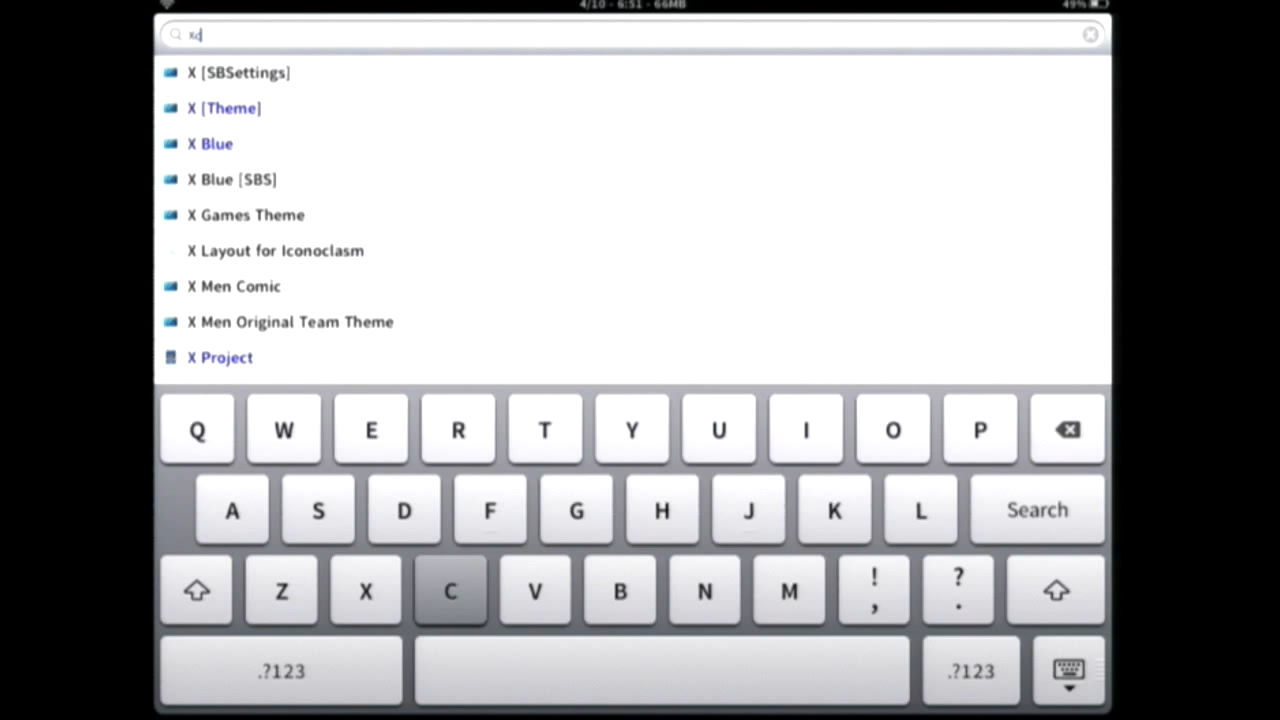 4/10 - 6:51 - 66MB
49%
xc
X [SBSettings]
X [Theme]
X Blue
X Blue [SBS]
X Games Theme
X Layout for Iconoclasm
X Men Comic
X Men Original Team Theme
X Project
Q W E R T Y U I O P
A S D F G H J K L Search
Z X C V B N M ! , ? .
.?123 .?123